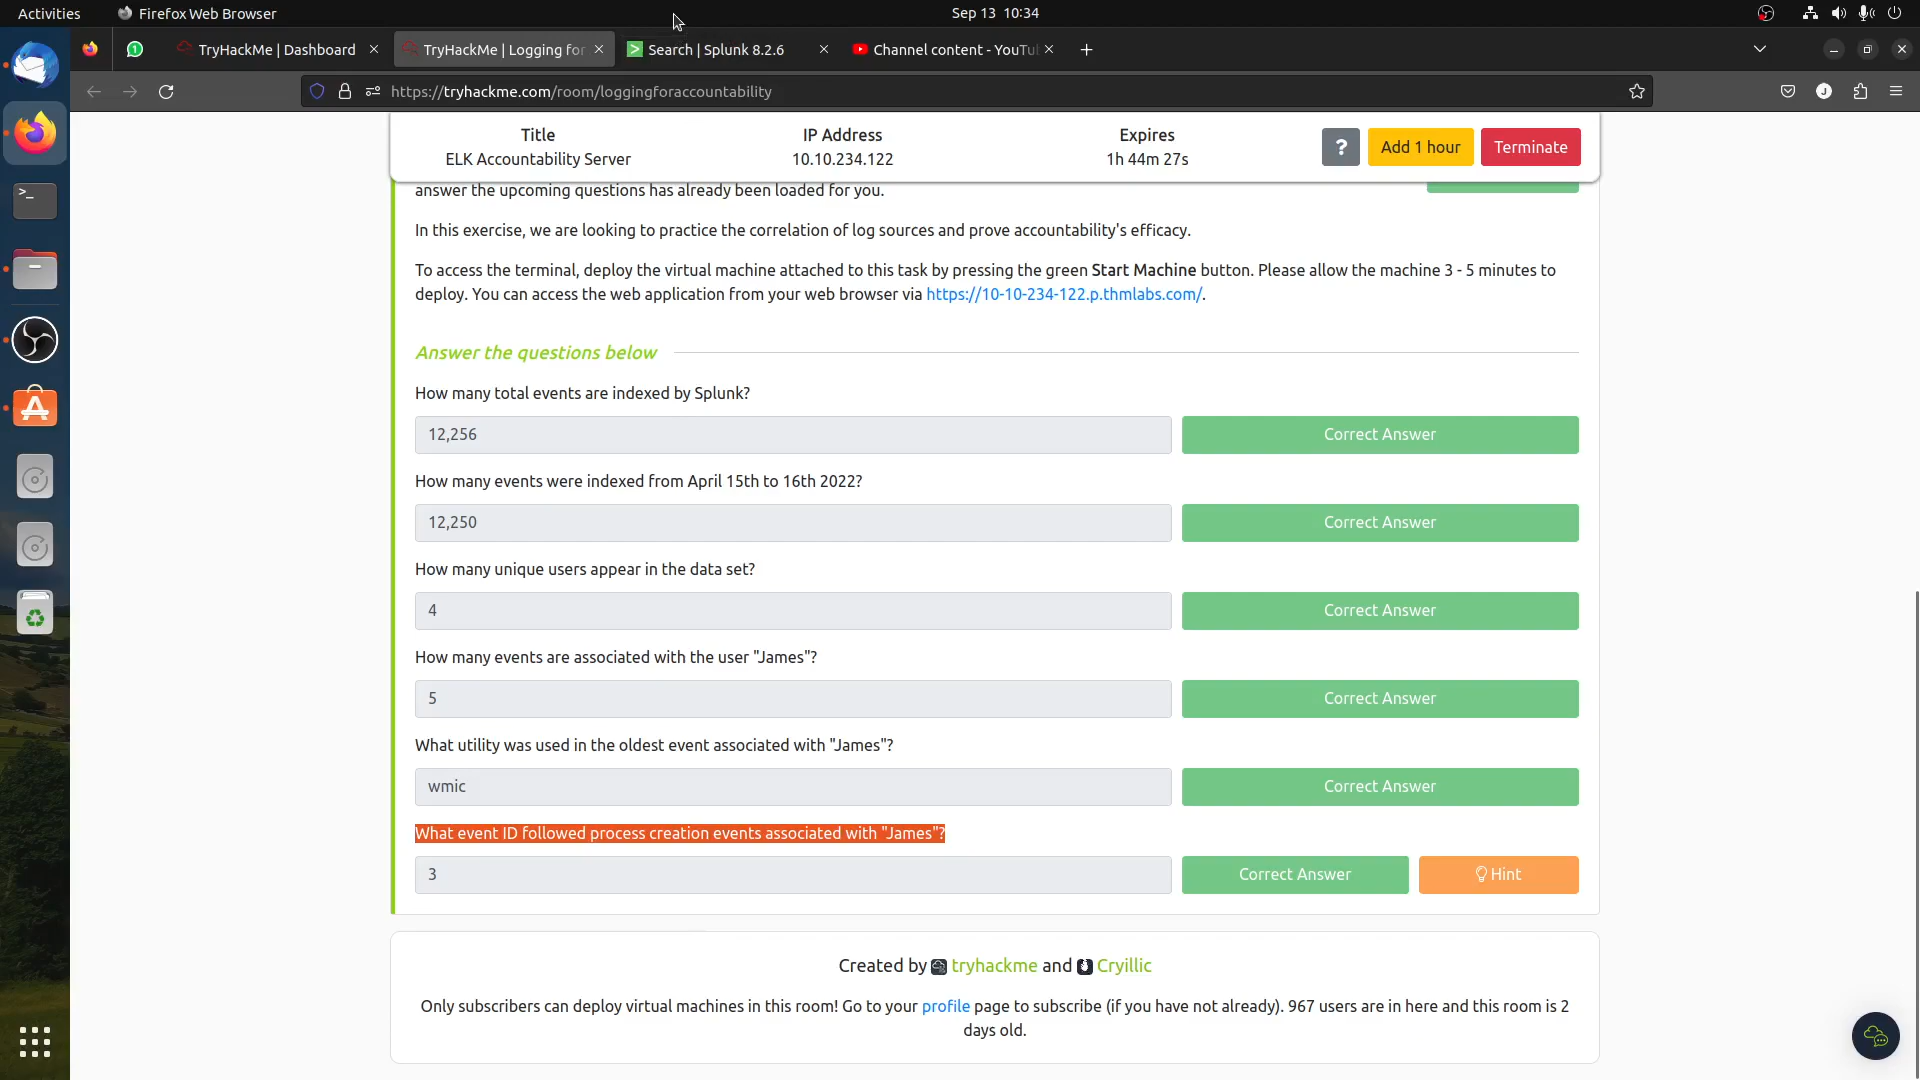 Activities
Firefox Web Browser
Sep 13 10:34
TryHackMe | Dashboard
TryHackMe | Logging for
Search | Splunk 8.2.6
Channel content - YouTu
https://tryhackme.com/room/loggingforaccountability
Title
IP Address
Expires
ELK Accountability Server
10.10.234.122
1h 44m 27s
?
Add 1 hour
Terminate
answer the upcoming questions has already been loaded for you.
In this exercise, we are looking to practice the correlation of log sources and prove accountability's efficacy.
To access the terminal, deploy the virtual machine attached to this task by pressing the green Start Machine button. Please allow the machine 3 - 5 minutes to
deploy. You can access the web application from your web browser via https://10-10-234-122.p.thmlabs.com/.
Answer the questions below
How many total events are indexed by Splunk?
12,256
Correct Answer
How many events were indexed from April 15th to 16th 2022?
12,250
Correct Answer
How many unique users appear in the data set?
4
Correct Answer
How many events are associated with the user "James"?
5
Correct Answer
What utility was used in the oldest event associated with "James"?
wmic
Correct Answer
What event ID followed process creation events associated with "James"?
3
Correct Answer
Hint
Created by tryhackme and Cryillic
Only subscribers can deploy virtual machines in this room! Go to your profile page to subscribe (if you have not already). 967 users are in here and this room is 2
days old.